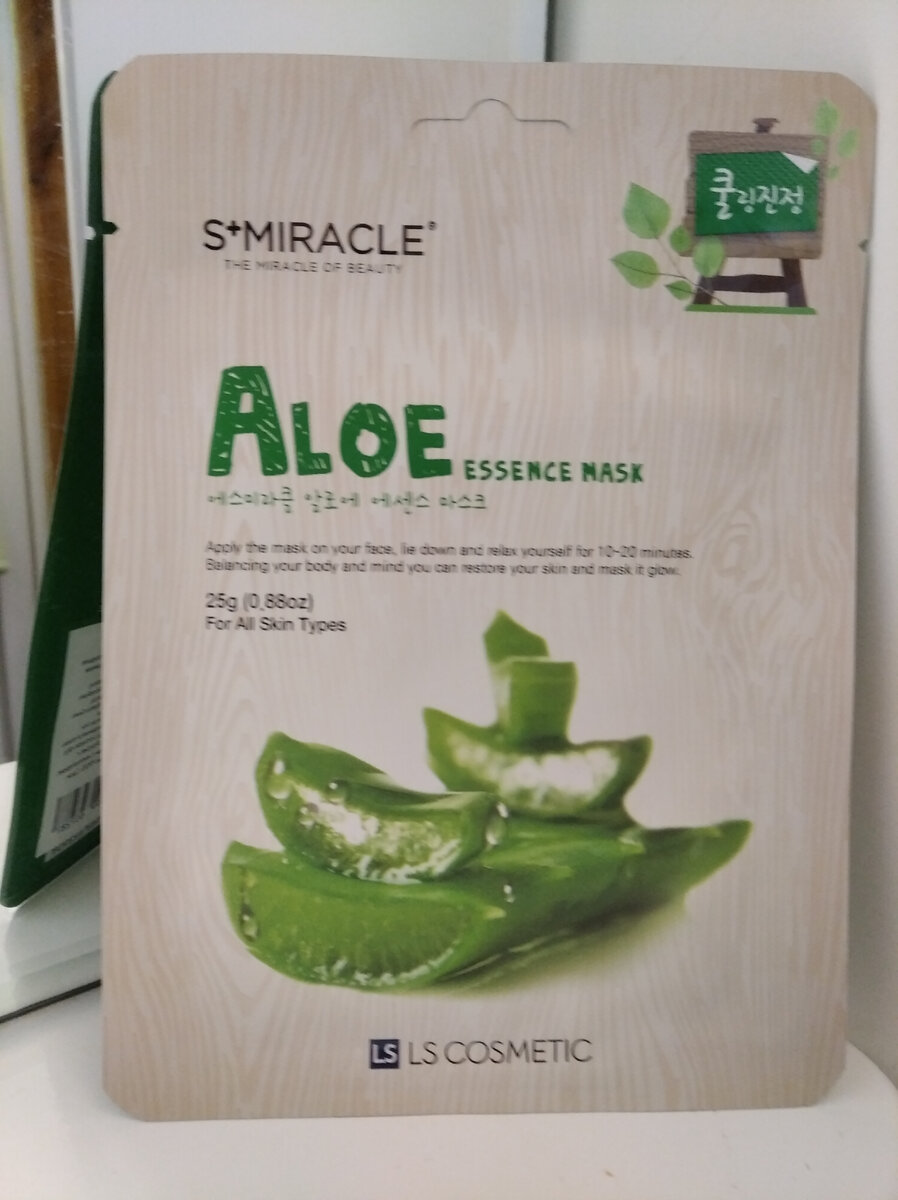 S+MIRACLE®
THE MIRACLE OF BEAUTY
쿨링진정
ALOE ESSENCE MASK
에스미라클 알로에 에센스 마스크
Apply the mask on your face, lie down and relax yourself for 10~20 minutes.
Balancing your body and mind you can restore your skin and mask it glow.
25g (0.88oz)
For All Skin Types
LS LS COSMETIC